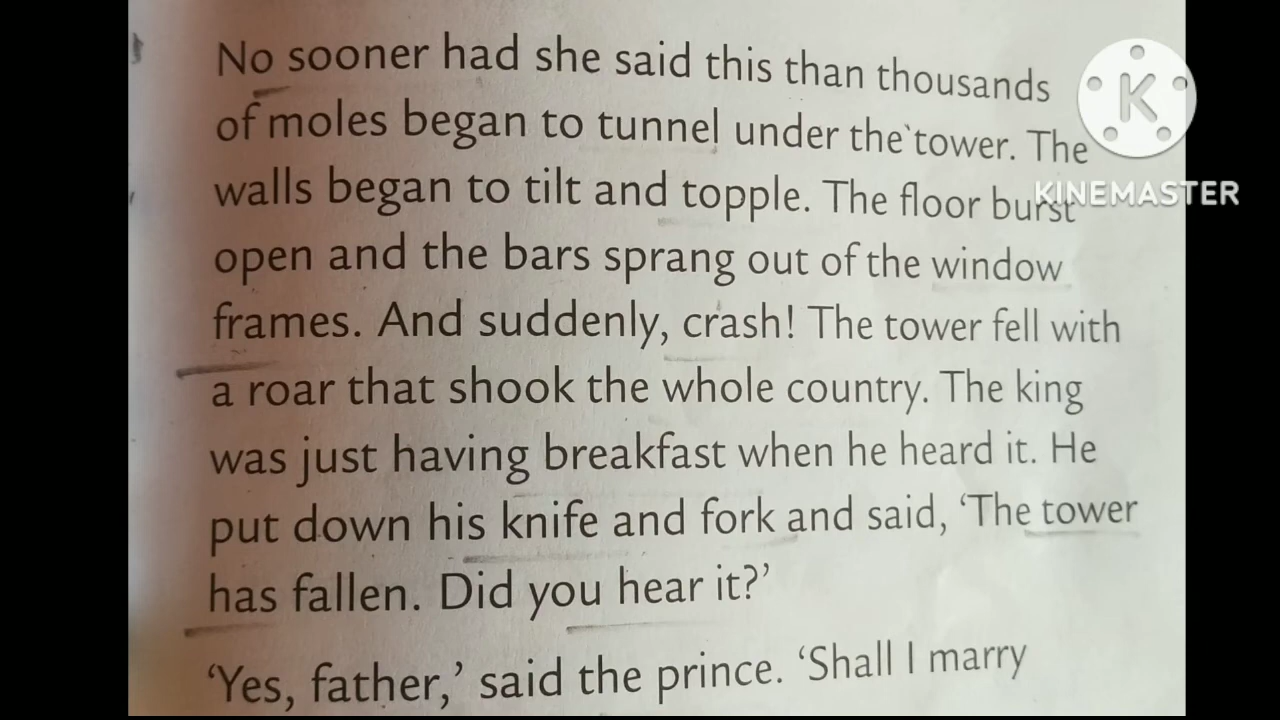 No sooner had she said this than thousands
of moles began to tunnel under the tower. The
walls began to tilt and topple. The floor burst
open and the bars sprang out of the window
frames. And suddenly, crash! The tower fell with
a roar that shook the whole country. The king
was just having breakfast when he heard it. He
put down his knife and fork and said, ‘The tower
has fallen. Did you hear it?’
‘Yes, father,’ said the prince. ‘Shall I marry
K
KINEMASTER